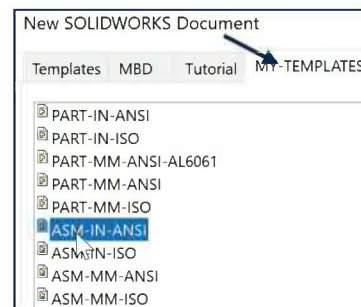 New SOLIDWORKS Document
Templates MBD Tutorial MY-TEMPLATES
PART-IN-ANSI
PART-IN-ISO
PART-MM-ANSI-AL6061
PART-MM-ANSI
PART-MM-ISO
ASM-IN-ANSI
ASM-IN-ISO
ASM-MM-ANSI
ASM-MM-ISO